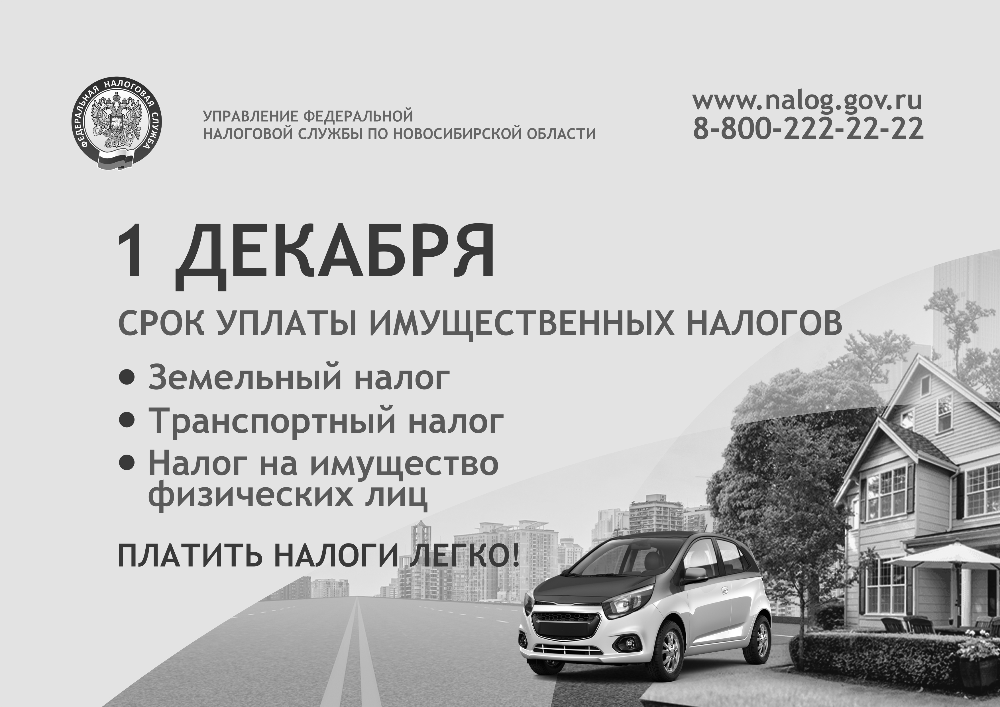 ФЕДЕРАЛЬНАЯ НАЛОГОВАЯ СЛУЖБА
УПРАВЛЕНИЕ ФЕДЕРАЛЬНОЙ
НАЛОГОВОЙ СЛУЖБЫ ПО НОВОСИБИРСКОЙ ОБЛАСТИ
www.nalog.gov.ru
8-800-222-22-22
1 ДЕКАБРЯ
СРОК УПЛАТЫ ИМУЩЕСТВЕННЫХ НАЛОГОВ
• Земельный налог
• Транспортный налог
• Налог на имущество
физических лиц
ПЛАТИТЬ НАЛОГИ ЛЕГКО!